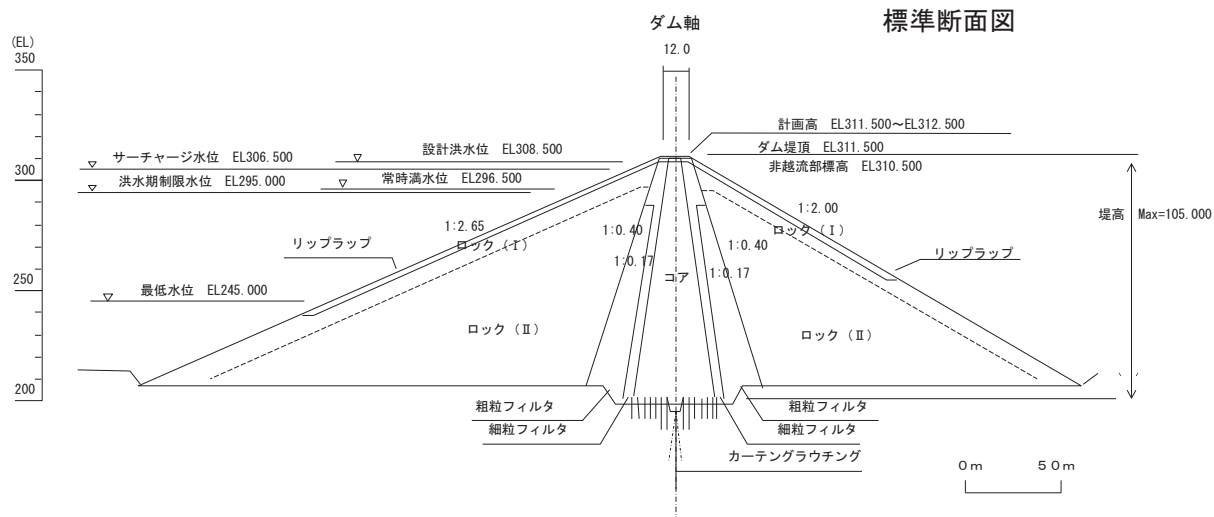 標準断面図
ダム軸
12.0
(EL)
350
300
250
200
計画高 EL311.500~EL312.500
ダム堤頂 EL311.500
非越流部標高 EL310.500
設計洪水位 EL308.500
サーチャージ水位 EL306.500
常時満水位 EL296.500
洪水期制限水位 EL295.000
最低水位 EL245.000
堤高 Max=105.000
1:2.65
1:2.00
ロック(Ⅰ)
ロック(Ⅰ)
リップラップ
リップラップ
1:0.40
1:0.40
1:0.17
1:0.17
コア
ロック(Ⅱ)
ロック(Ⅱ)
粗粒フィルタ
粗粒フィルタ
細粒フィルタ
細粒フィルタ
カーテングラウチング
0m 50m